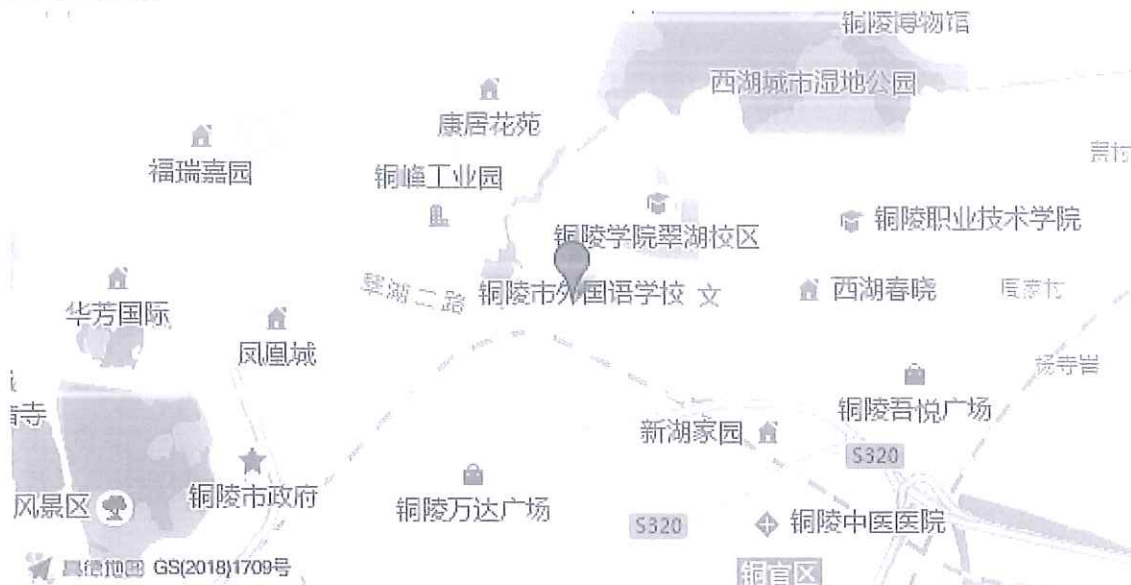 铜陵博物馆
西湖城市湿地公园
康居花苑
福瑞嘉园
铜峰工业园
铜陵学院翠湖校区
铜陵职业技术学院
翠湖二路
铜陵市外国语学校
西湖春晓
华芳国际
凤凰城
铜陵吾悦广场
新湖家园
S320
铜陵市政府
风景区
铜陵万达广场
S320
铜陵中医医院
高德地图 GS(2018)1709号
铜官区